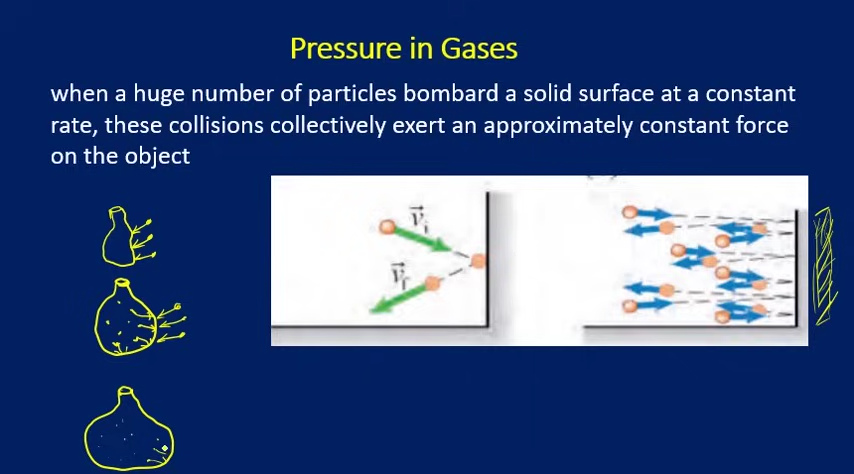 Pressure in Gases
when a huge number of particles bombard a solid surface at a constant
rate, these collisions collectively exert an approximately constant force
on the object
v⃗i
v⃗f